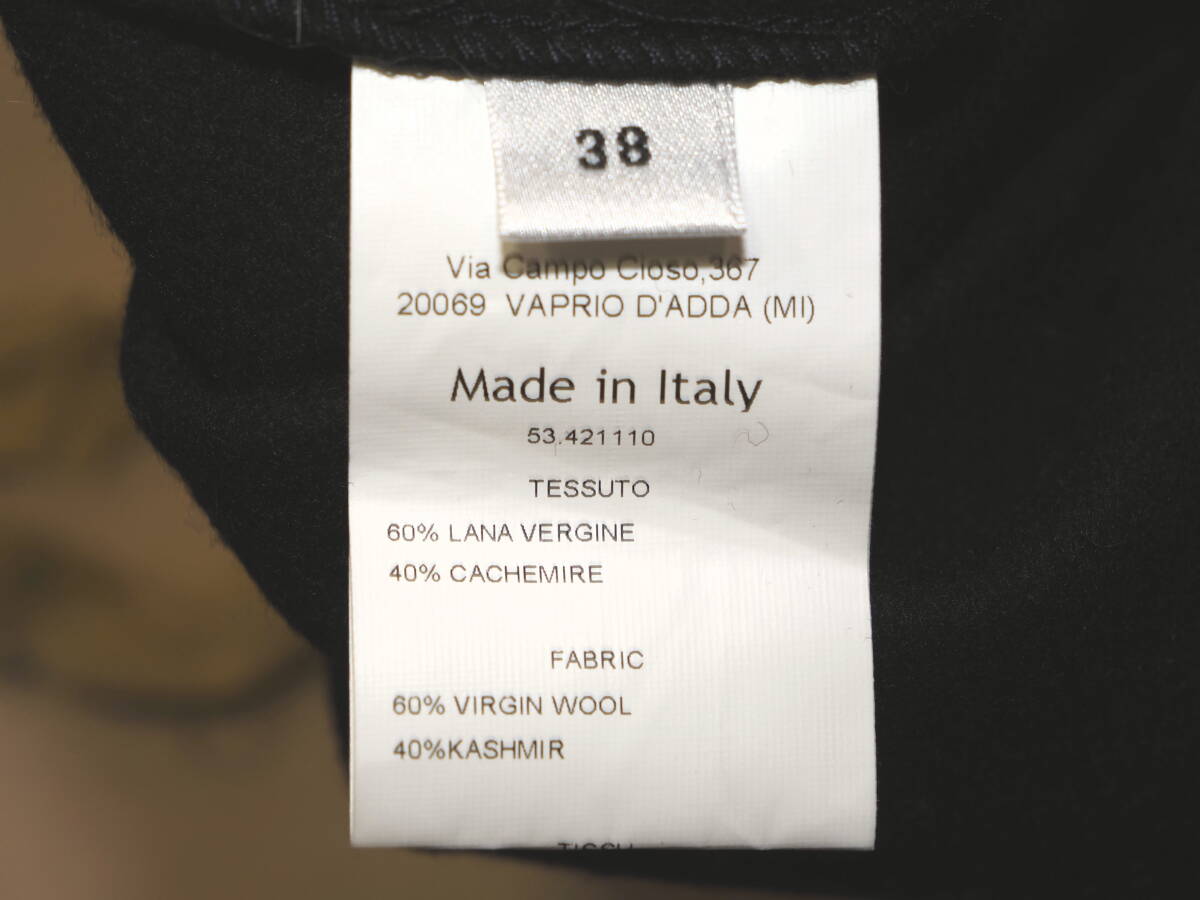 38
Via Campo Cioso,367
20069 VAPRIO D'ADDA (MI)
Made in Italy
53.421110
TESSUTO
60% LANA VERGINE
40% CACHEMIRE
FABRIC
60% VIRGIN WOOL
40%KASHMIR